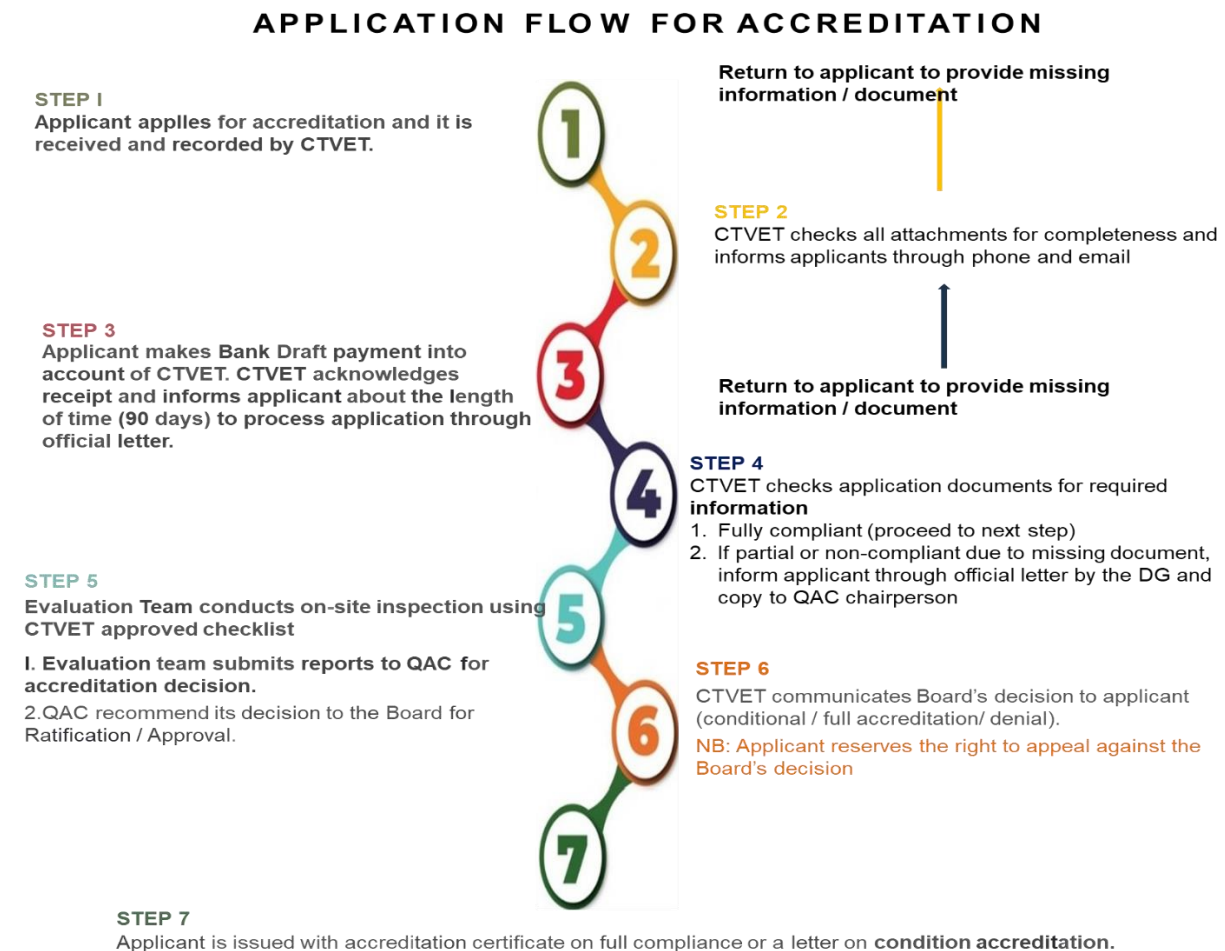 APPLICATION FLOW FOR ACCREDITATION
STEP I
Applicant applles for accreditation and it is
received and recorded by CTVET.
1
Return to applicant to provide missing
information / document
2
STEP 2
CTVET checks all attachments for completeness and
informs applicants through phone and email
STEP 3
Applicant makes Bank Draft payment into
account of CTVET. CTVET acknowledges
receipt and informs applicant about the length
of time (90 days) to process application through
official letter.
3
Return to applicant to provide missing
information / document
4
STEP 4
CTVET checks application documents for required
information
1. Fully compliant (proceed to next step)
2. If partial or non-compliant due to missing document,
inform applicant through official letter by the DG and
copy to QAC chairperson
STEP 5
Evaluation Team conducts on-site inspection using
CTVET approved checklist
I. Evaluation team submits reports to QAC for
accreditation decision.
2.QAC recommend its decision to the Board for
Ratification / Approval.
5
6
STEP 6
CTVET communicates Board’s decision to applicant
(conditional / full accreditation/ denial).
NB: Applicant reserves the right to appeal against the
Board’s decision
7
STEP 7
Applicant is issued with accreditation certificate on full compliance or a letter on condition accreditation.